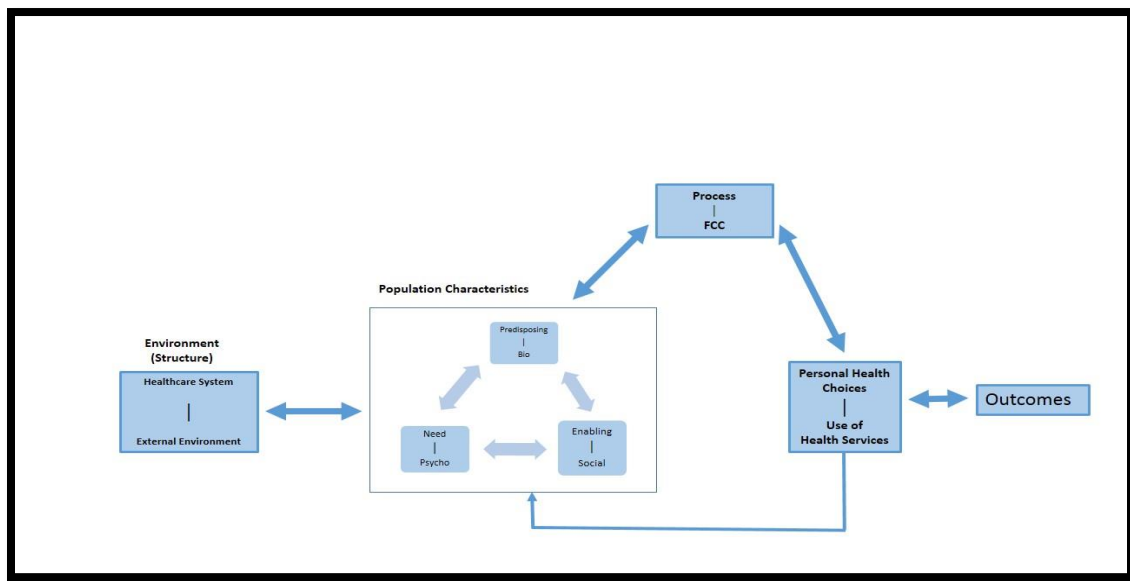 Process
|
FCC
Population Characteristics
Predisposing
|
Bio
Environment
(Structure)
Healthcare System
|
External Environment
Need
|
Psycho
Enabling
|
Social
Personal Health
Choices
|
Use of
Health Services
Outcomes